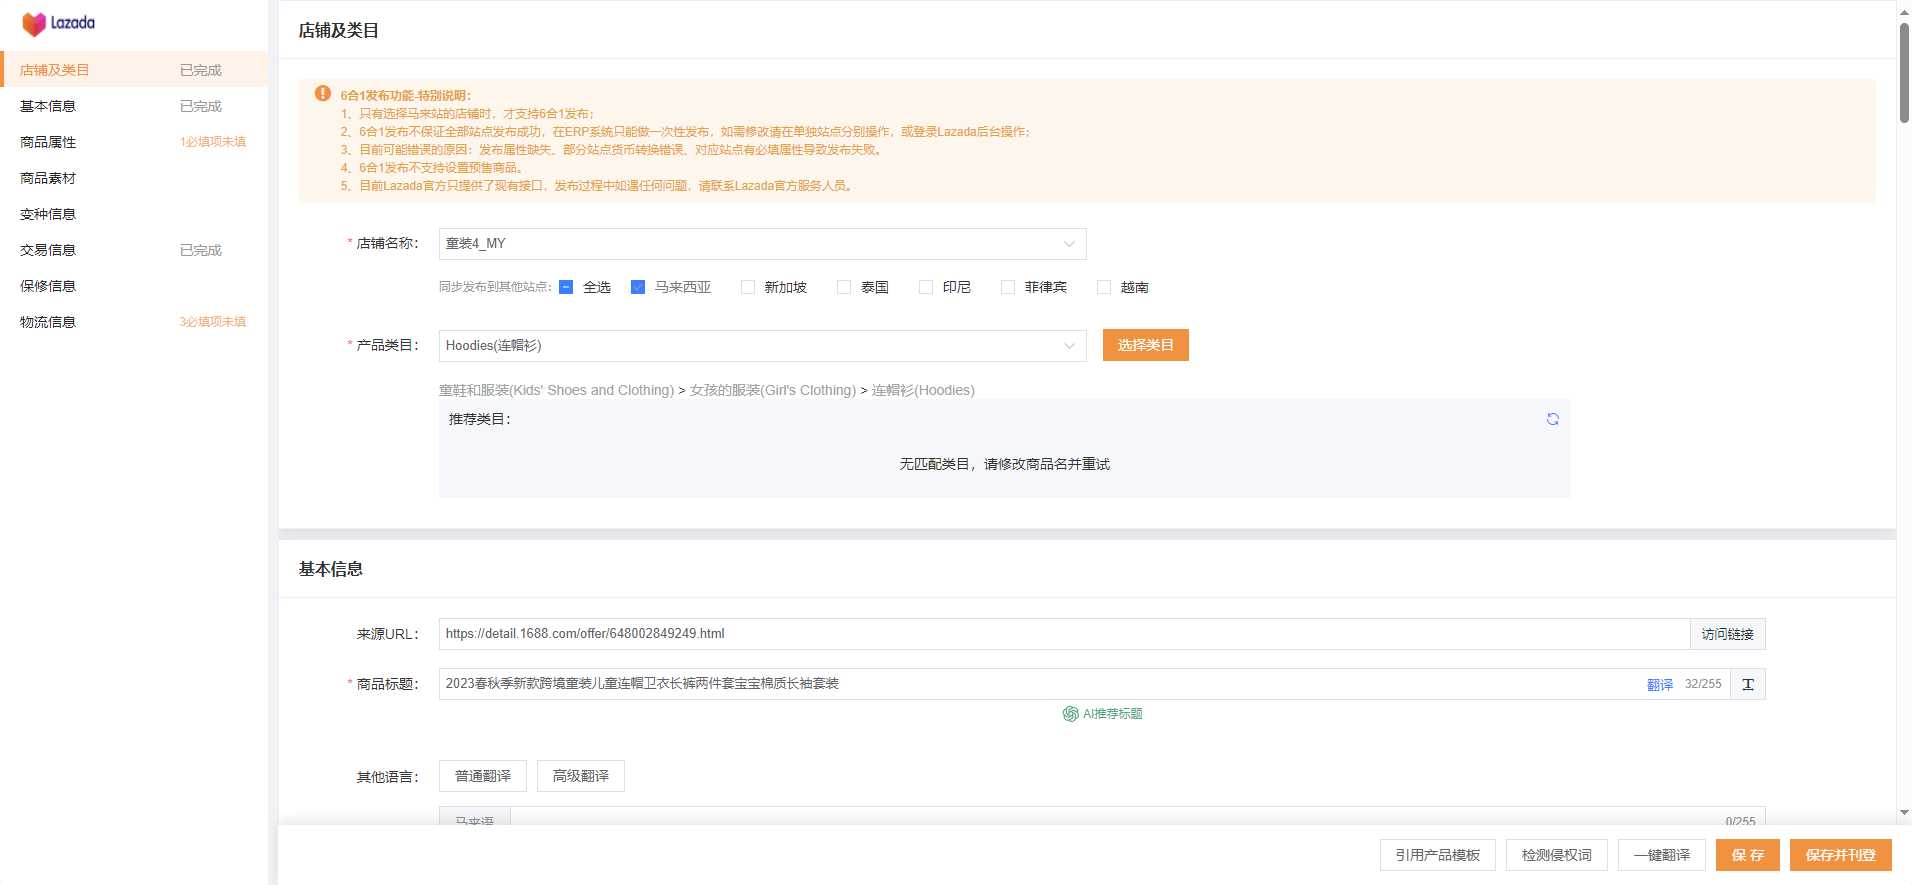 Lazada
店铺及类目 已完成
基本信息 已完成
商品属性 1必填项未填
商品素材
变种信息
交易信息 已完成
保修信息
物流信息 3必填项未填
店铺及类目
6合1发布功能-特别说明：
1、只有选择马来站的店铺时，才支持6合1发布；
2、6合1发布不保证全部站点发布成功，在ERP系统只能做一次性发布，如需修改请在单独站点分别操作，或登录Lazada后台操作；
3、目前可能错误的原因：发布属性缺失、部分站点货币转换错误、对应站点有必填属性导致发布失败。
4、6合1发布不支持设置预售商品。
5、目前Lazada官方只提供了现有接口，发布过程中如遇任何问题，请联系Lazada官方服务人员。
* 店铺名称： 童装4_MY
同步发布到其他站点： 全选 马来西亚 新加坡 泰国 印尼 菲律宾 越南
* 产品类目： Hoodies(连帽衫) 选择类目
童鞋和服装(Kids' Shoes and Clothing) > 女孩的服装(Girl's Clothing) > 连帽衫(Hoodies)
推荐类目：
无匹配类目，请修改商品名并重试
基本信息
来源URL： https://detail.1688.com/offer/648002849249.html 访问链接
* 商品标题： 2023春秋季新款跨境童装儿童连帽卫衣长裤两件套宝宝棉质长袖套装 翻译 32/255 T
AI推荐标题
其他语言： 普通翻译 高级翻译
马来语 0/255
引用产品模板 检测侵权词 一键翻译 保 存 保存并刊登